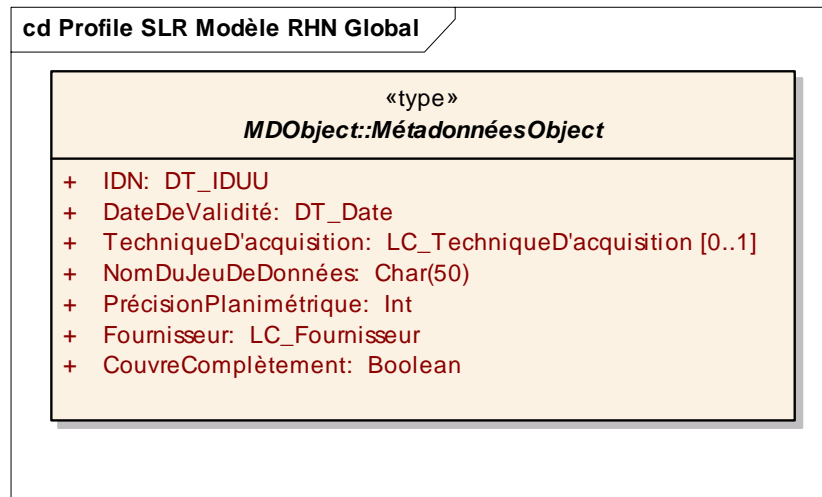 cd Profile SLR Modèle RHN Global
«type»
MDObject::MétadonnéesObject
+ IDN: DT_IDUU
+ DateDeValidité: DT_Date
+ TechniqueD'acquisition: LC_TechniqueD'acquisition [0..1]
+ NomDuJeuDeDonnées: Char(50)
+ PrécisionPlanimétrique: Int
+ Fournisseur: LC_Fournisseur
+ CouvreComplètement: Boolean